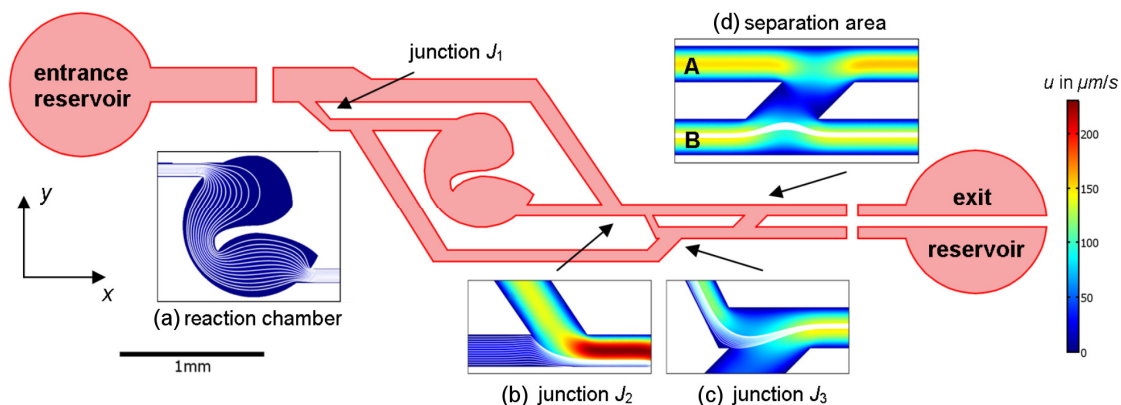 (d) separation area
junction J1
entrance
reservoir
A
B
u in μm/s
200
150
100
50
0
exit
reservoir
y
x
(a) reaction chamber
1mm
(b) junction J2
(c) junction J3